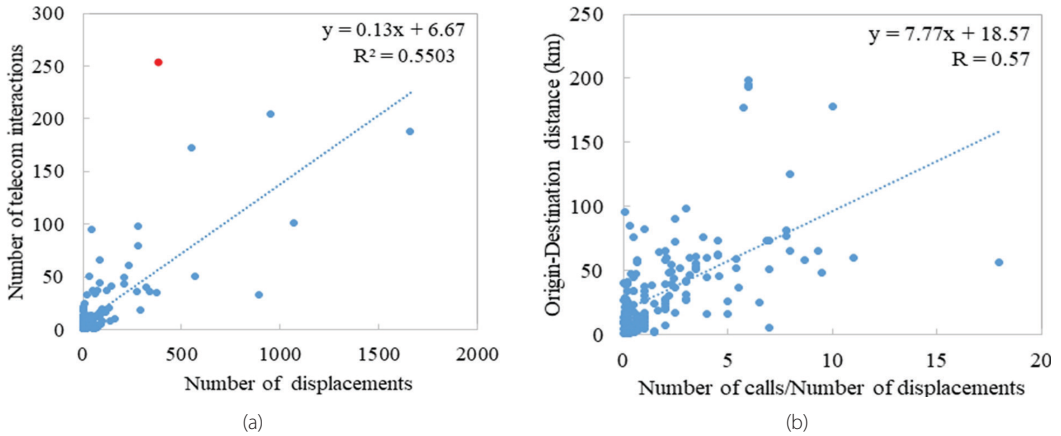 y = 0.13x + 6.67
R² = 0.5503
Number of telecom interactions
300
250
200
150
100
50
0
0 500 1000 1500 2000
Number of displacements
(a)
y = 7.77x + 18.57
R = 0.57
Origin-Destination distance (km)
250
200
150
100
50
0
0 5 10 15 20
Number of calls/Number of displacements
(b)